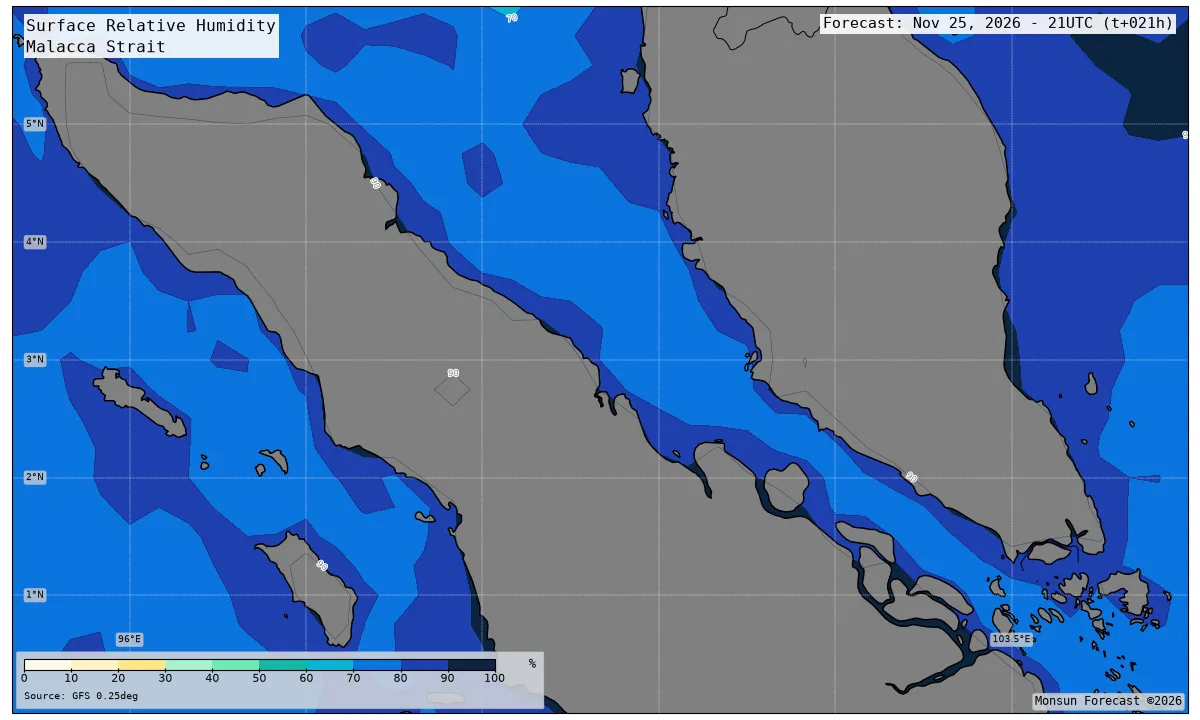 Surface Relative Humidity
Malacca Strait
Forecast: Nov 25, 2026 - 21UTC (t+021h)
70
5°N
90
4°N
3°N
90
2°N
90
90
1°N
96°E
103.5°E
%
0 10 20 30 40 50 60 70 80 90 100
Source: GFS 0.25deg
Monsun Forecast ©2026